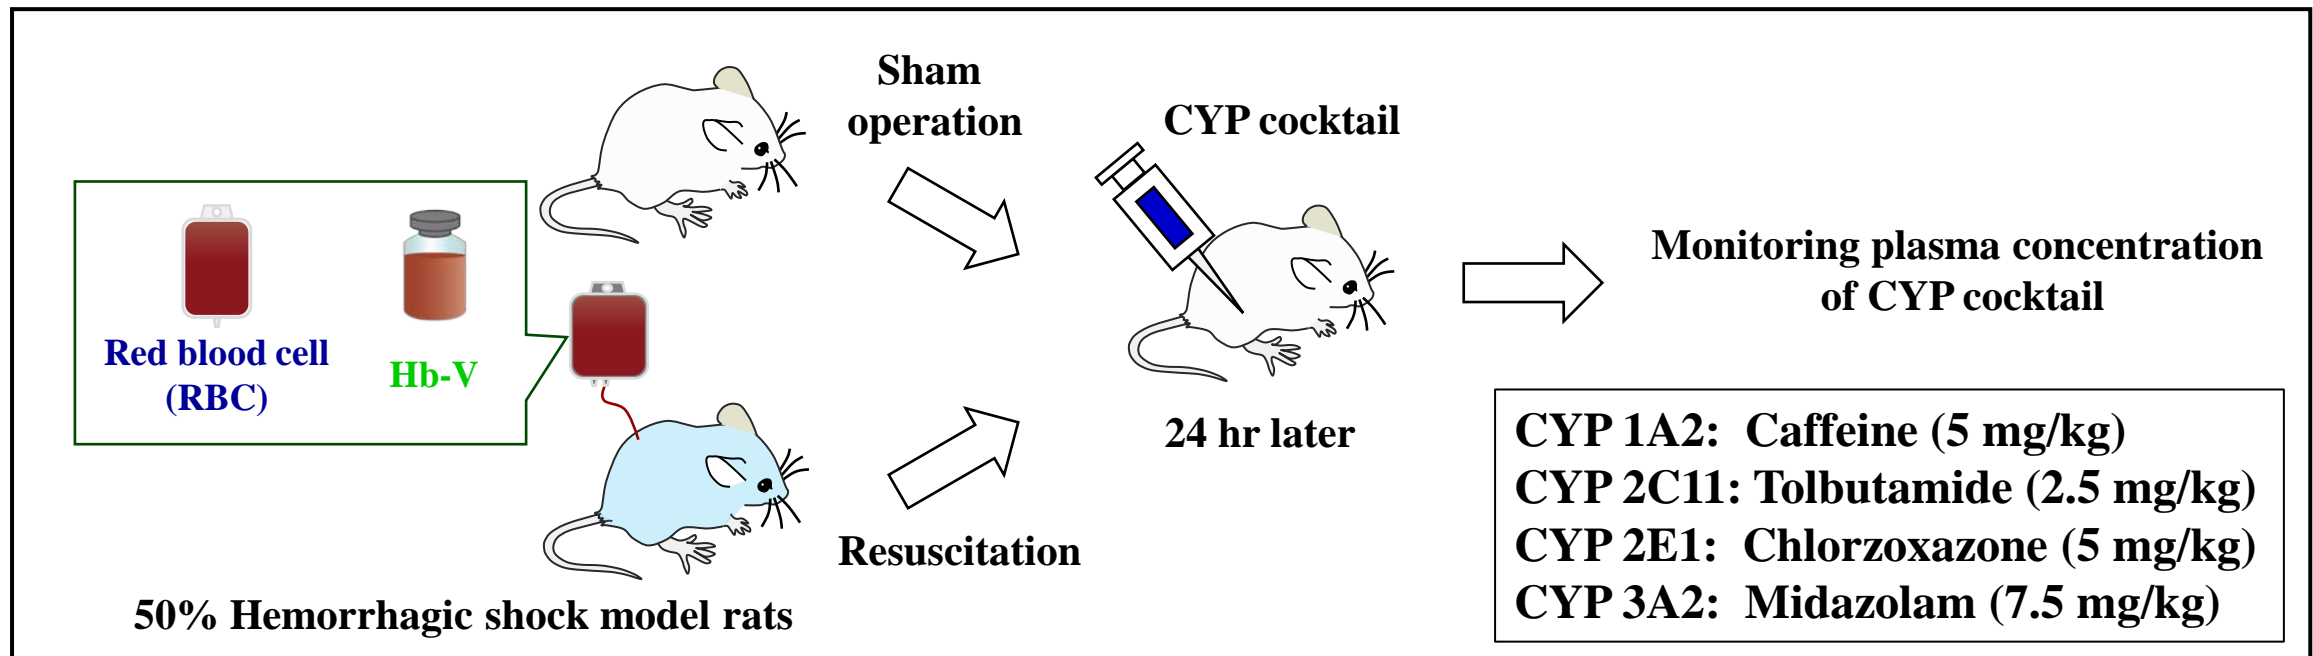 Sham
operation
CYP cocktail
Red blood cell
(RBC)
Hb-V
Monitoring plasma concentration
of CYP cocktail
24 hr later
Resuscitation
50% Hemorrhagic shock model rats
CYP 1A2: Caffeine (5 mg/kg)
CYP 2C11: Tolbutamide (2.5 mg/kg)
CYP 2E1: Chlorzoxazone (5 mg/kg)
CYP 3A2: Midazolam (7.5 mg/kg)